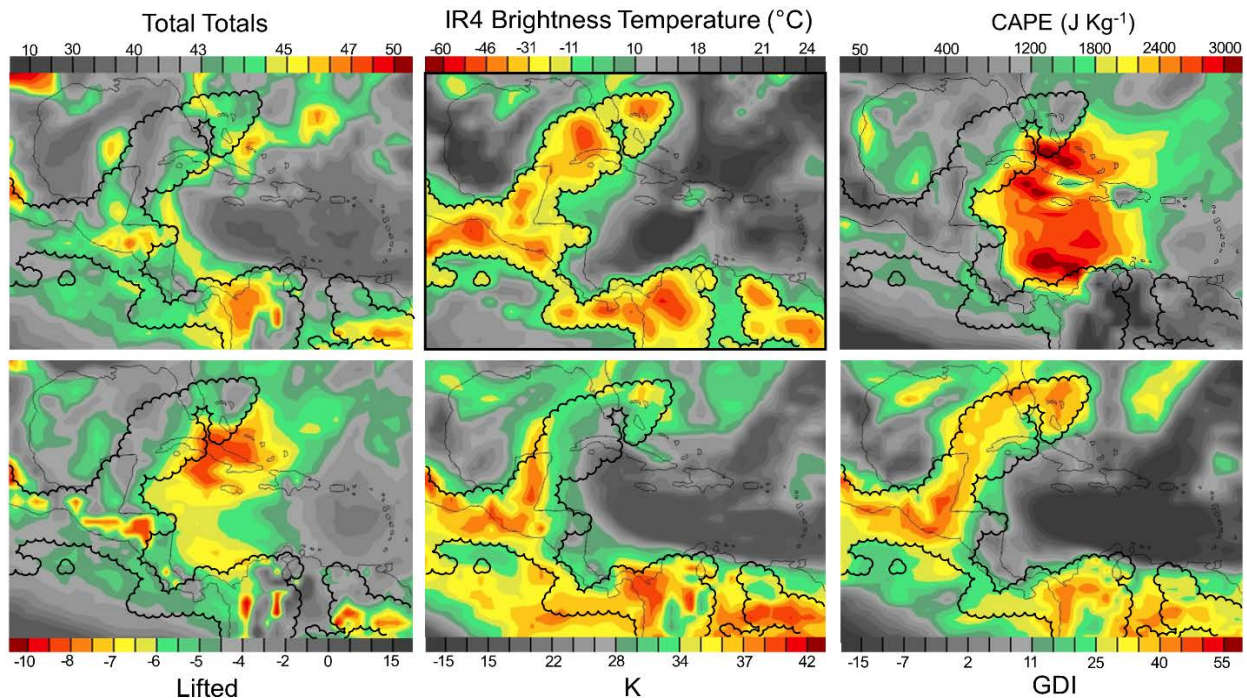 Total Totals
IR4 Brightness Temperature (°C)
CAPE (J Kg-1)
10 30 40 43 45 47 50
-60 -46 -31 -11 10 18 21 24
50 400 1200 1800 2400 3000
-10 -8 -7 -6 -4 -2 0 15
-15 15 22 28 34 37 42
-15 -7 2 11 25 40 55
Lifted
K
GDI